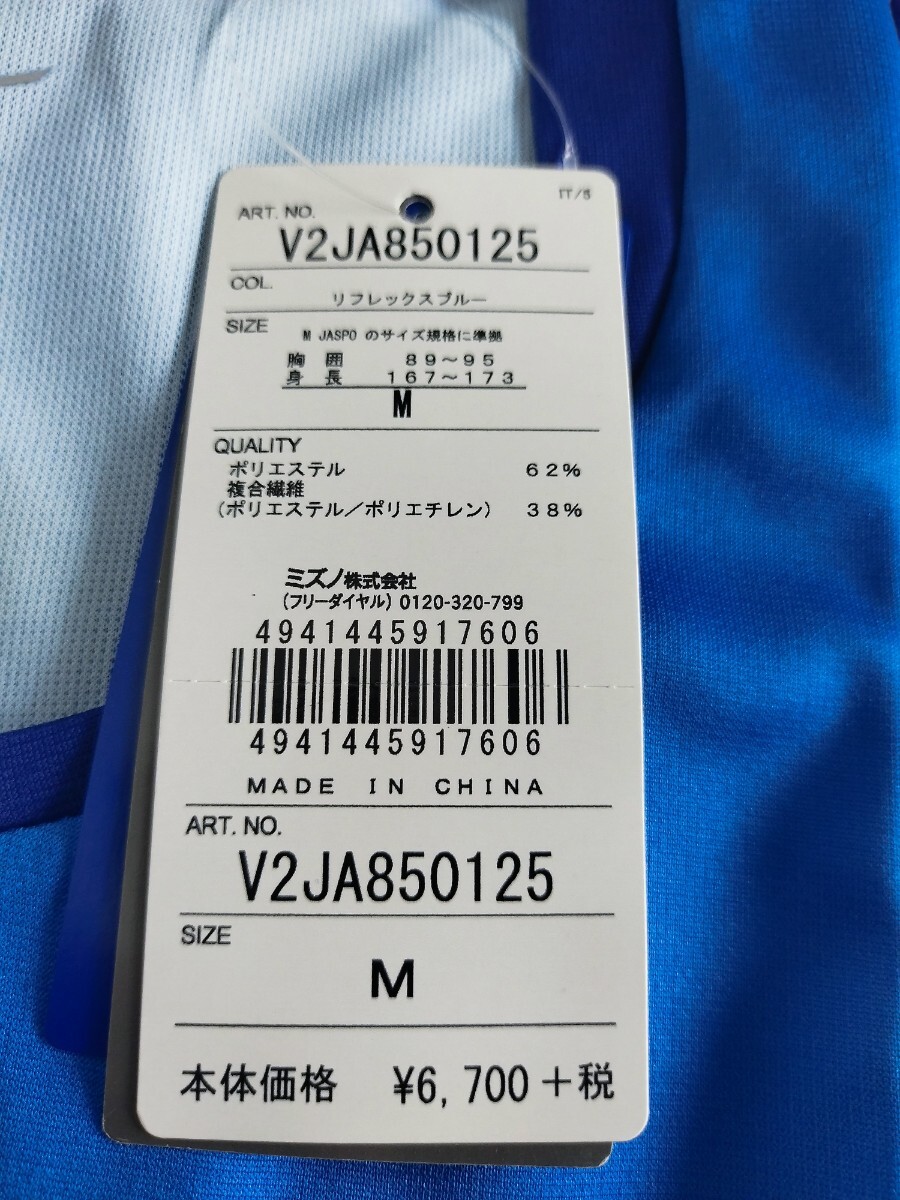 IT/5
ART. NO.
V2JA850125
COL.
リフレックスブルー
SIZE
M JASPO のサイズ規格に準拠
胸 囲 89～95
身 長 167～173
M
QUALITY
ポリエステル 62%
複合繊維
(ポリエステル/ポリエチレン) 38%
ミズノ株式会社
(フリーダイヤル) 0120-320-799
4941445917606
4941445917606
MADE IN CHINA
ART. NO.
V2JA850125
SIZE
M
本体価格 ¥6,700+税